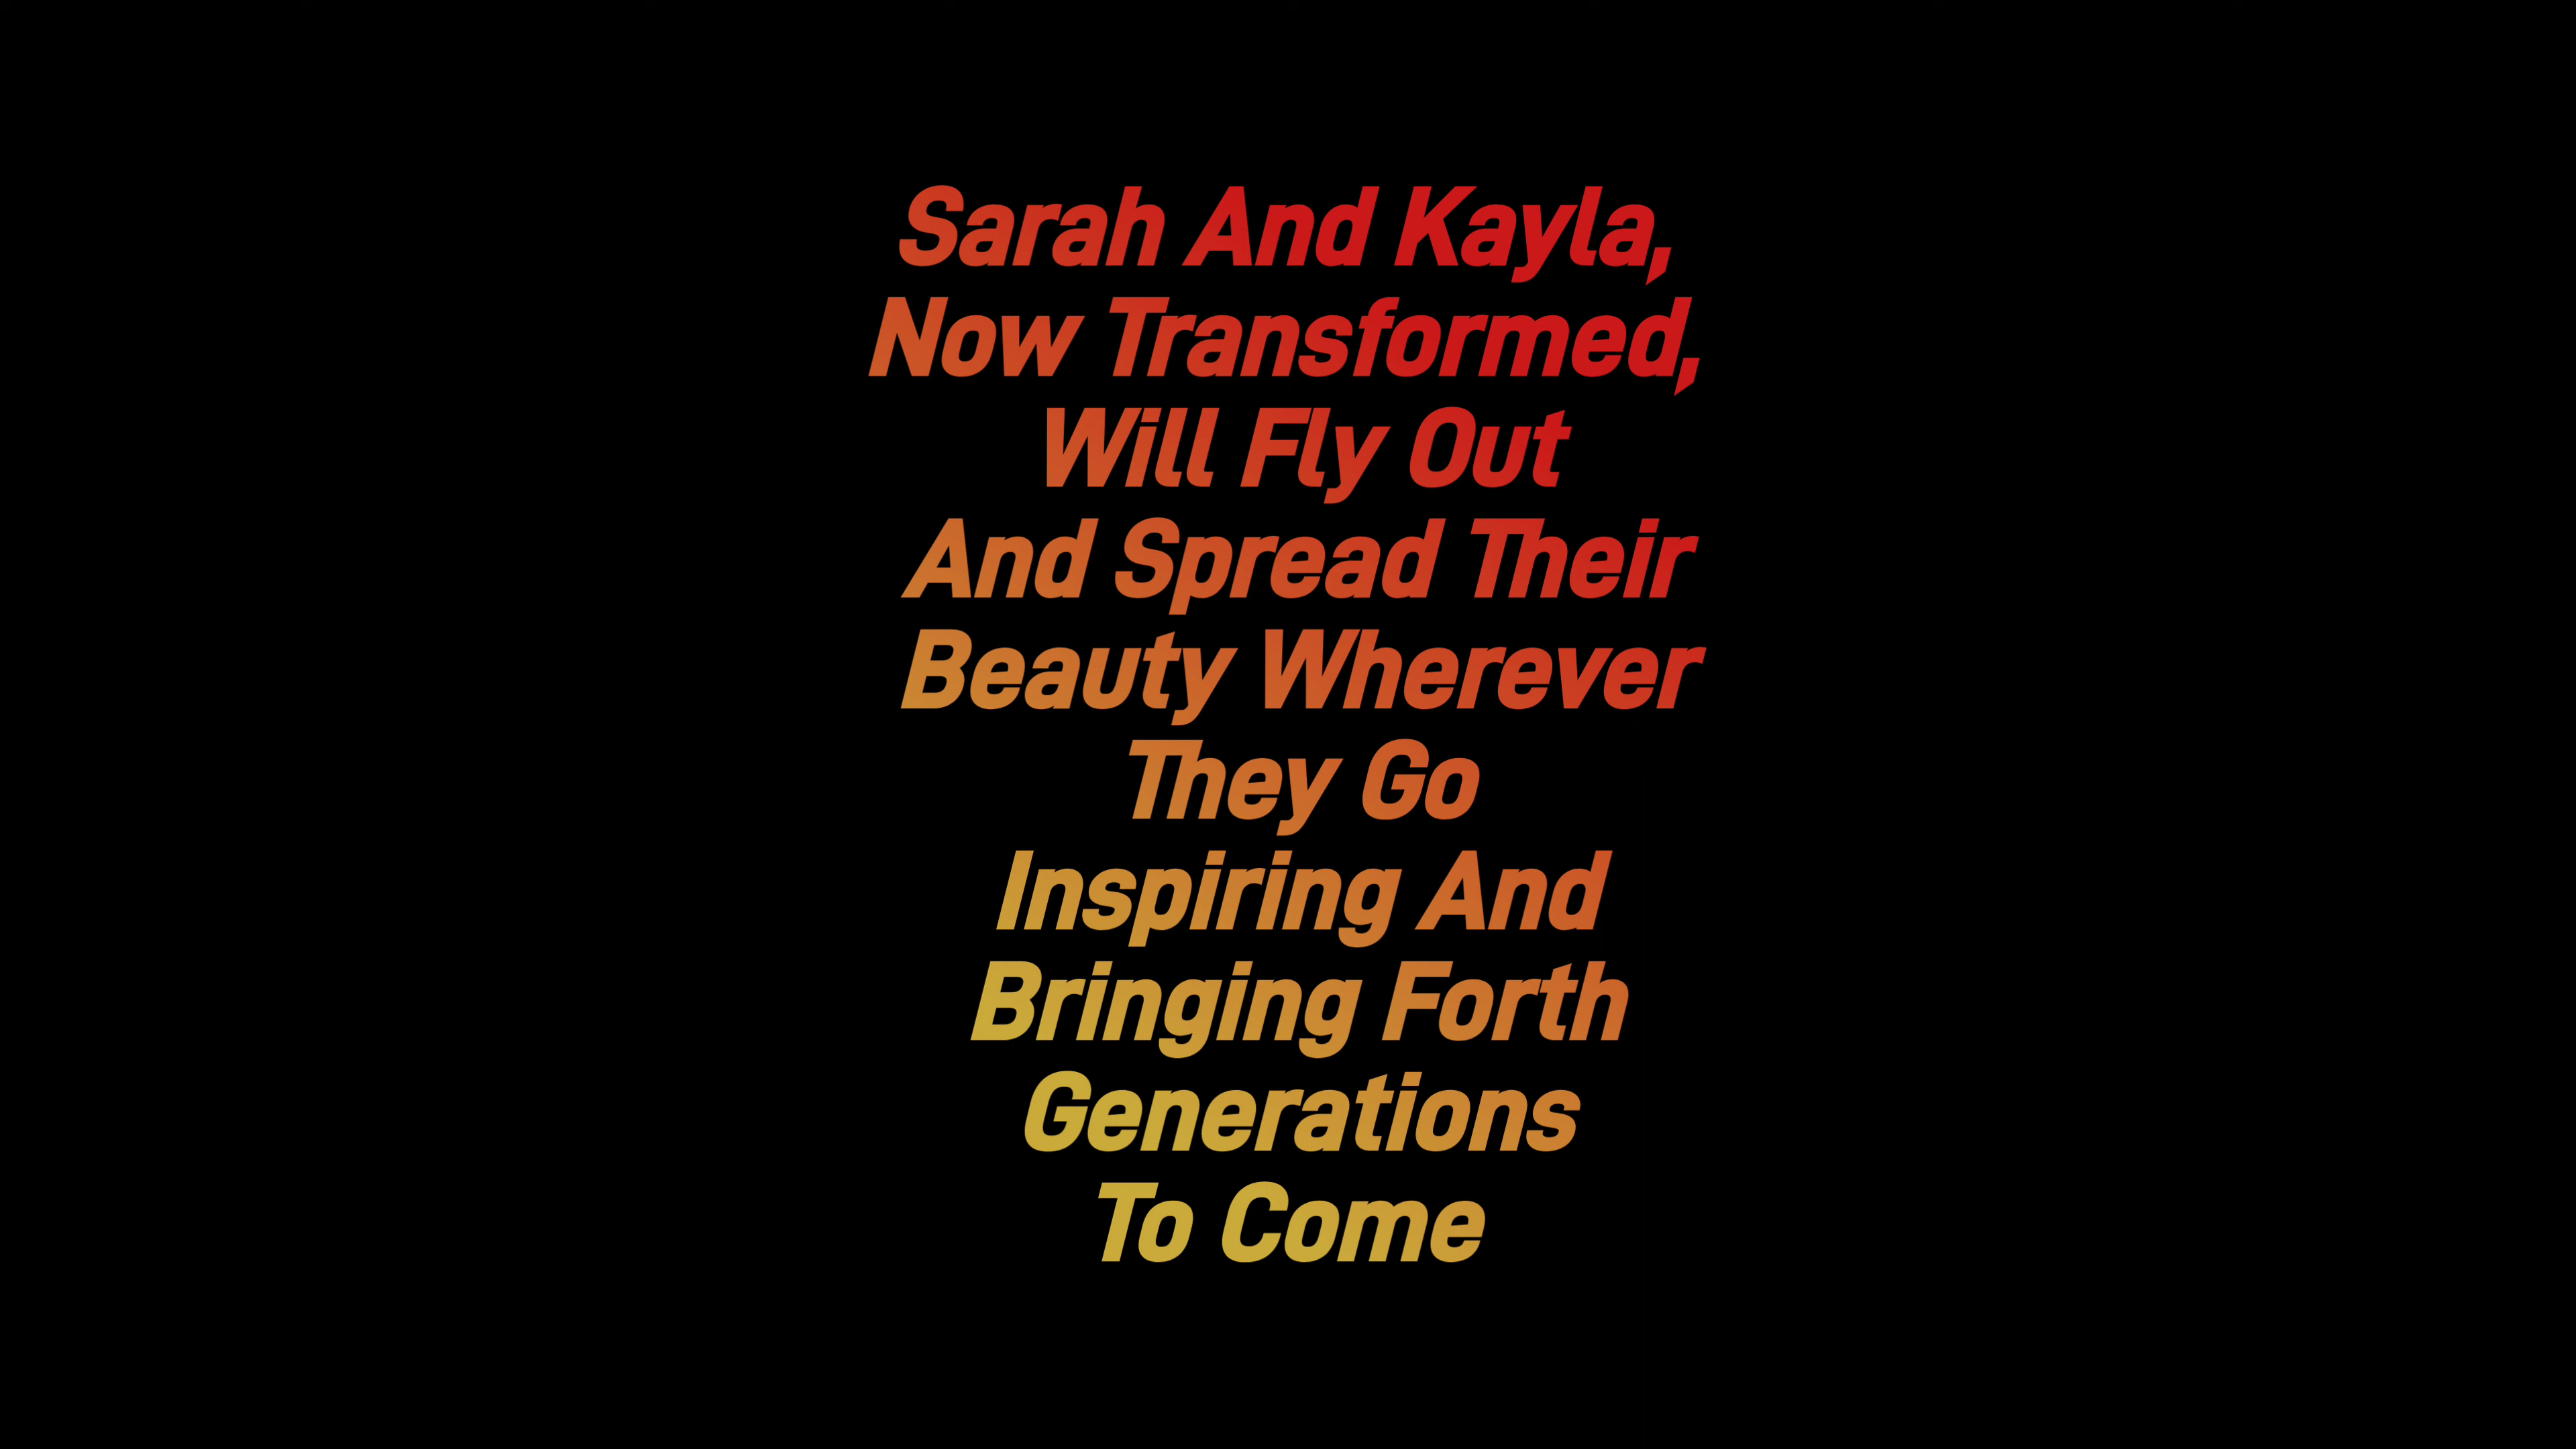 Sarah And Kayla,
Now Transformed,
Will Fly Out
And Spread Their
Beauty Wherever
They Go
Inspiring And
Bringing Forth
Generations
To Come